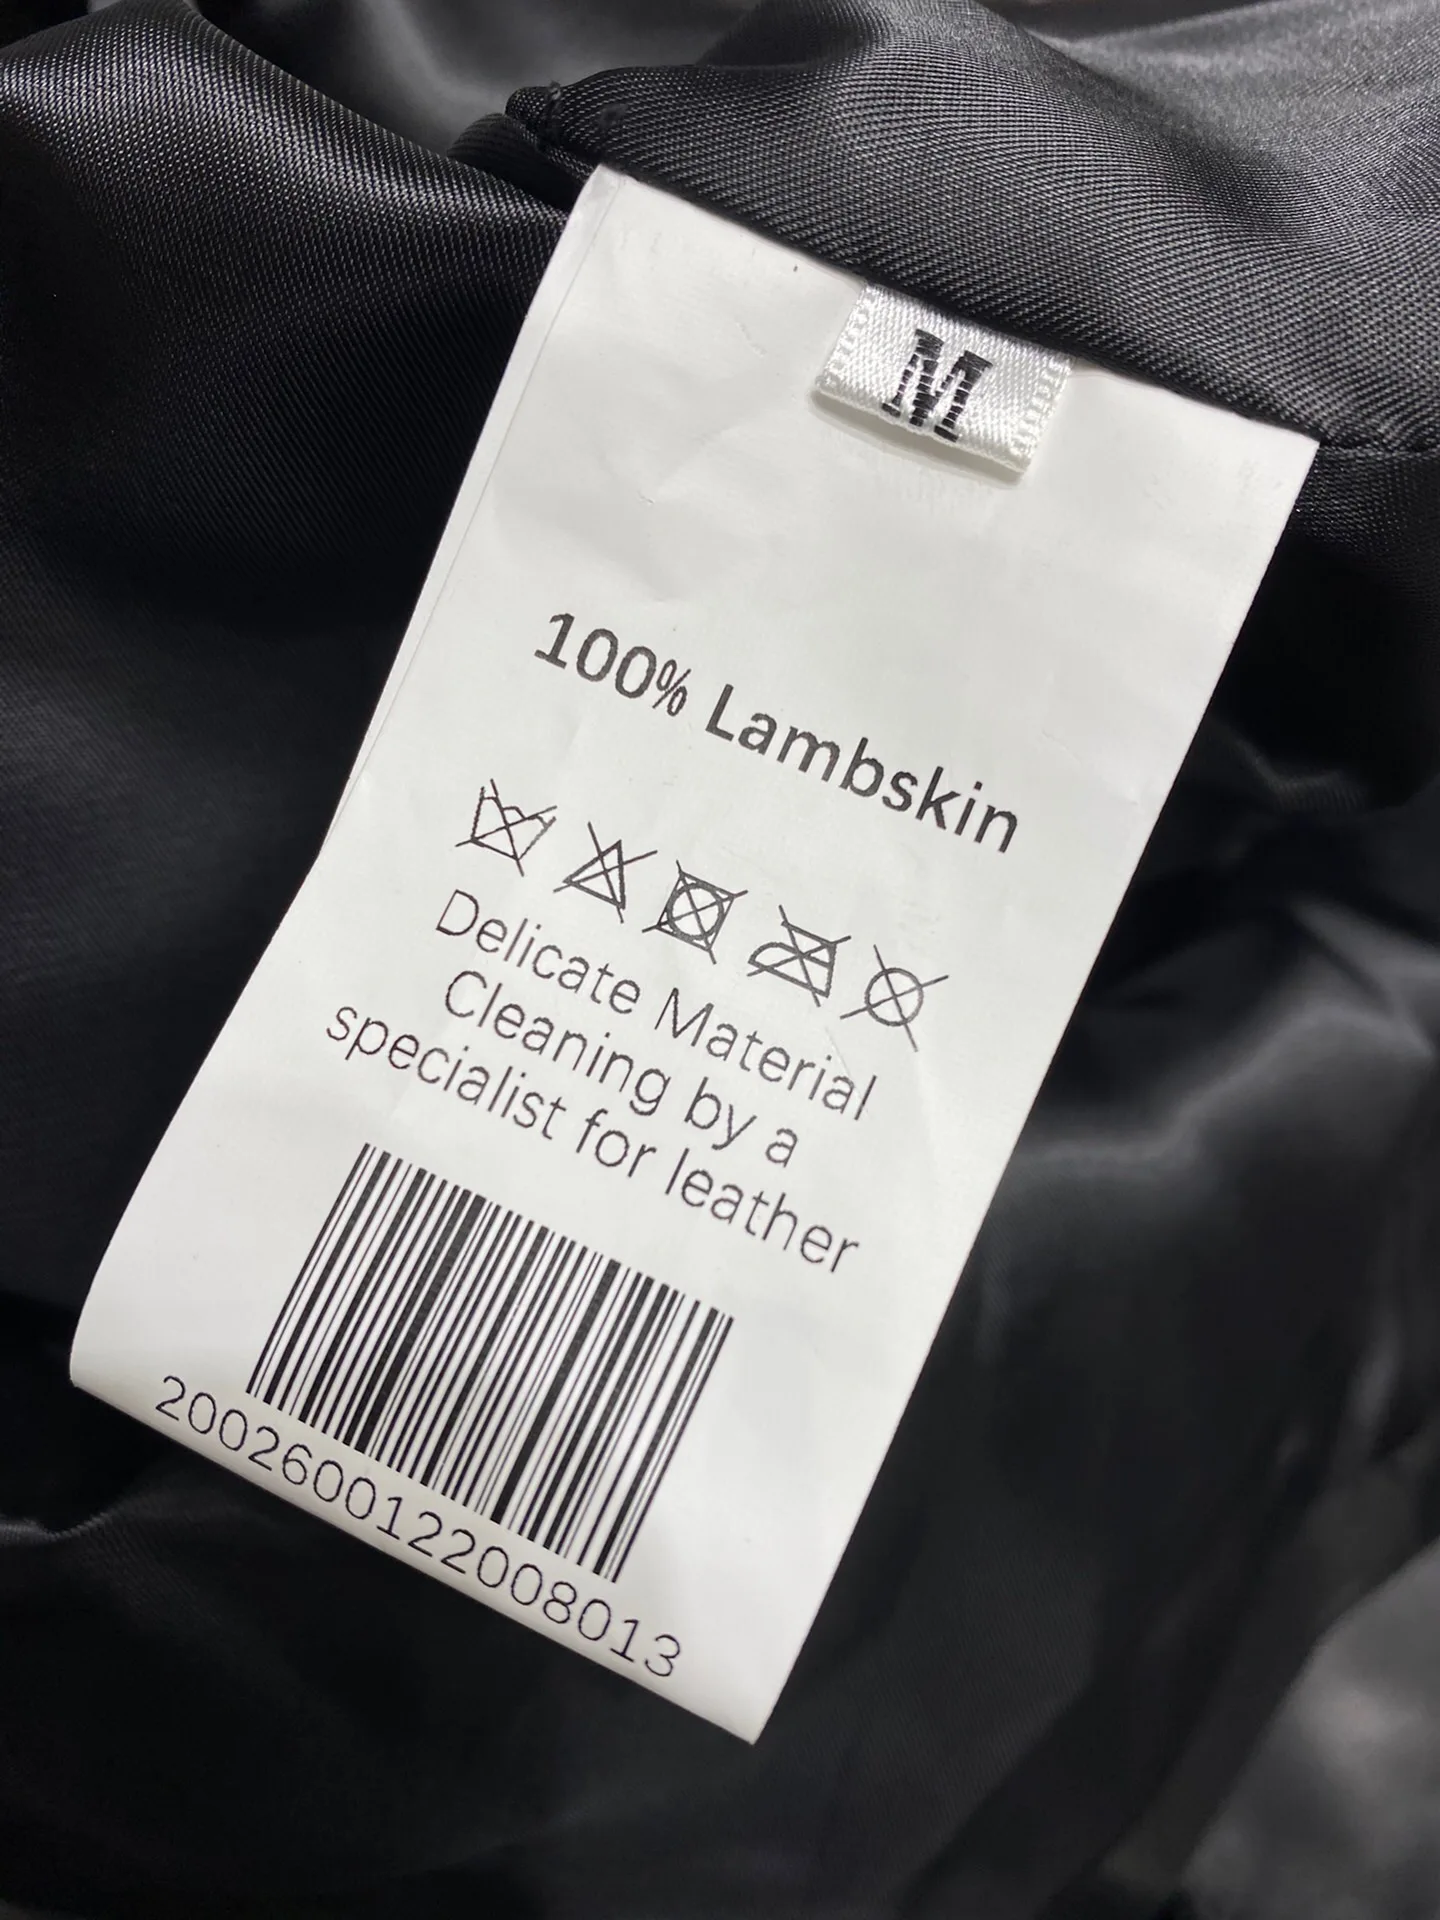 M
100% Lambskin
Delicate Material
Cleaning by a
specialist for leather
2002600122008013